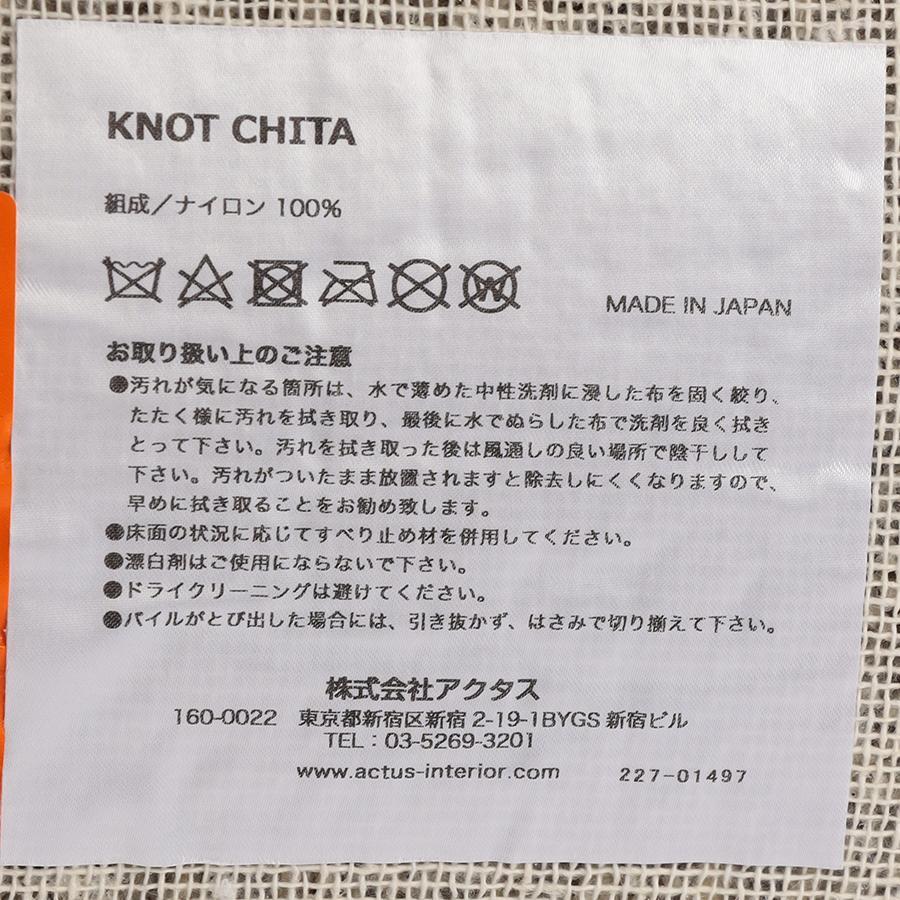 KNOT CHITA
組成／ナイロン 100%
W
MADE IN JAPAN
お取り扱い上のご注意
●汚れが気になる箇所は、水で薄めた中性洗剤に浸した布を固く絞り、
たたく様に汚れを拭き取り、最後に水でぬらした布で洗剤を良く拭き
とって下さい。汚れを拭き取った後は風通しの良い場所で陰干しして
下さい。汚れがついたまま放置されますと除去しにくくなりますので、
早めに拭き取ることをお勧め致します。
●床面の状況に応じてすべり止め材を併用してください。
●漂白剤はご使用にならないで下さい。
●ドライクリーニングは避けてください。
●パイルがとび出した場合には、引き抜かず、はさみで切り揃えて下さい。
株式会社アクタス
160-0022　東京都新宿区新宿 2-19-1BYGS 新宿ビル
TEL：03-5269-3201
www.actus-interior.com
227-01497